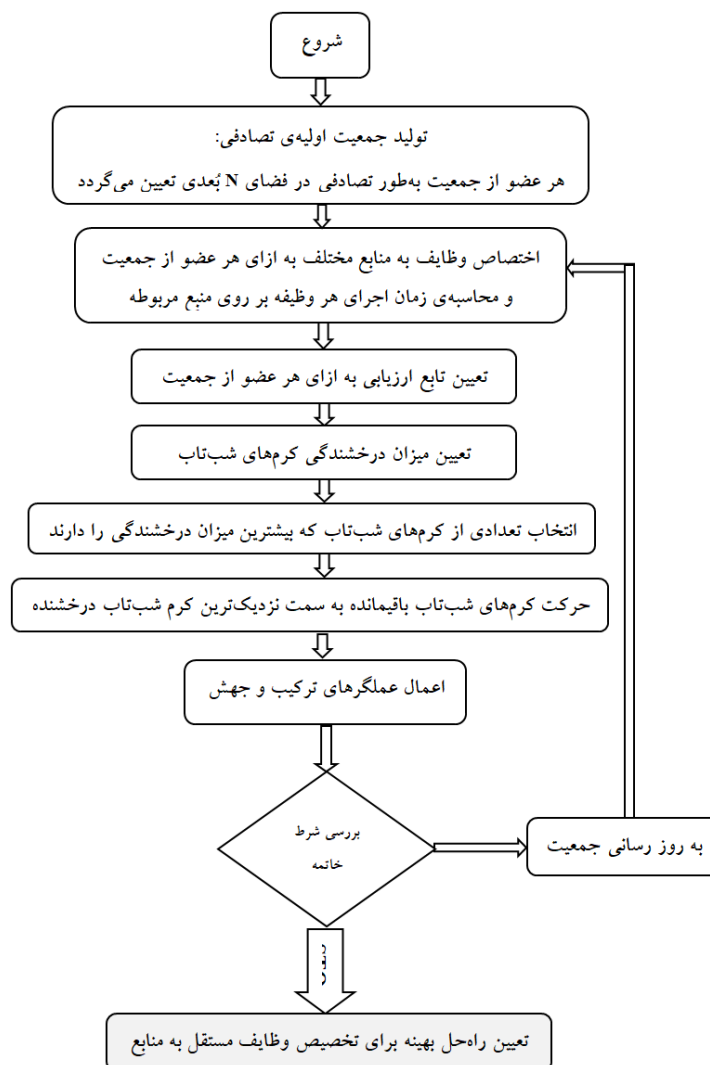 شروع
تولید جمعیت اولیه‌ی تصادفی:
هر عضو از جمعیت به‌طور تصادفی در فضای N بُعدی تعیین می‌گردد
اختصاص وظایف به منابع مختلف به ازای هر عضو از جمعیت
و محاسبه‌ی زمان اجرای هر وظیفه بر روی منبع مربوطه
تعیین تابع ارزیابی به ازای هر عضو از جمعیت
تعیین میزان درخشندگی کرم‌های شب‌تاب
انتخاب تعدادی از کرم‌های شب‌تاب که بیشترین میزان درخشندگی را دارند
حرکت کرم‌های شب‌تاب باقیمانده به سمت نزدیک‌ترین کرم شب‌تاب درخشنده
اعمال عملگرهای ترکیب و جهش
بررسی شرط
خاتمه
به روز رسانی جمعیت
تعیین راه‌حل بهینه برای تخصیص وظایف مستقل به منابع